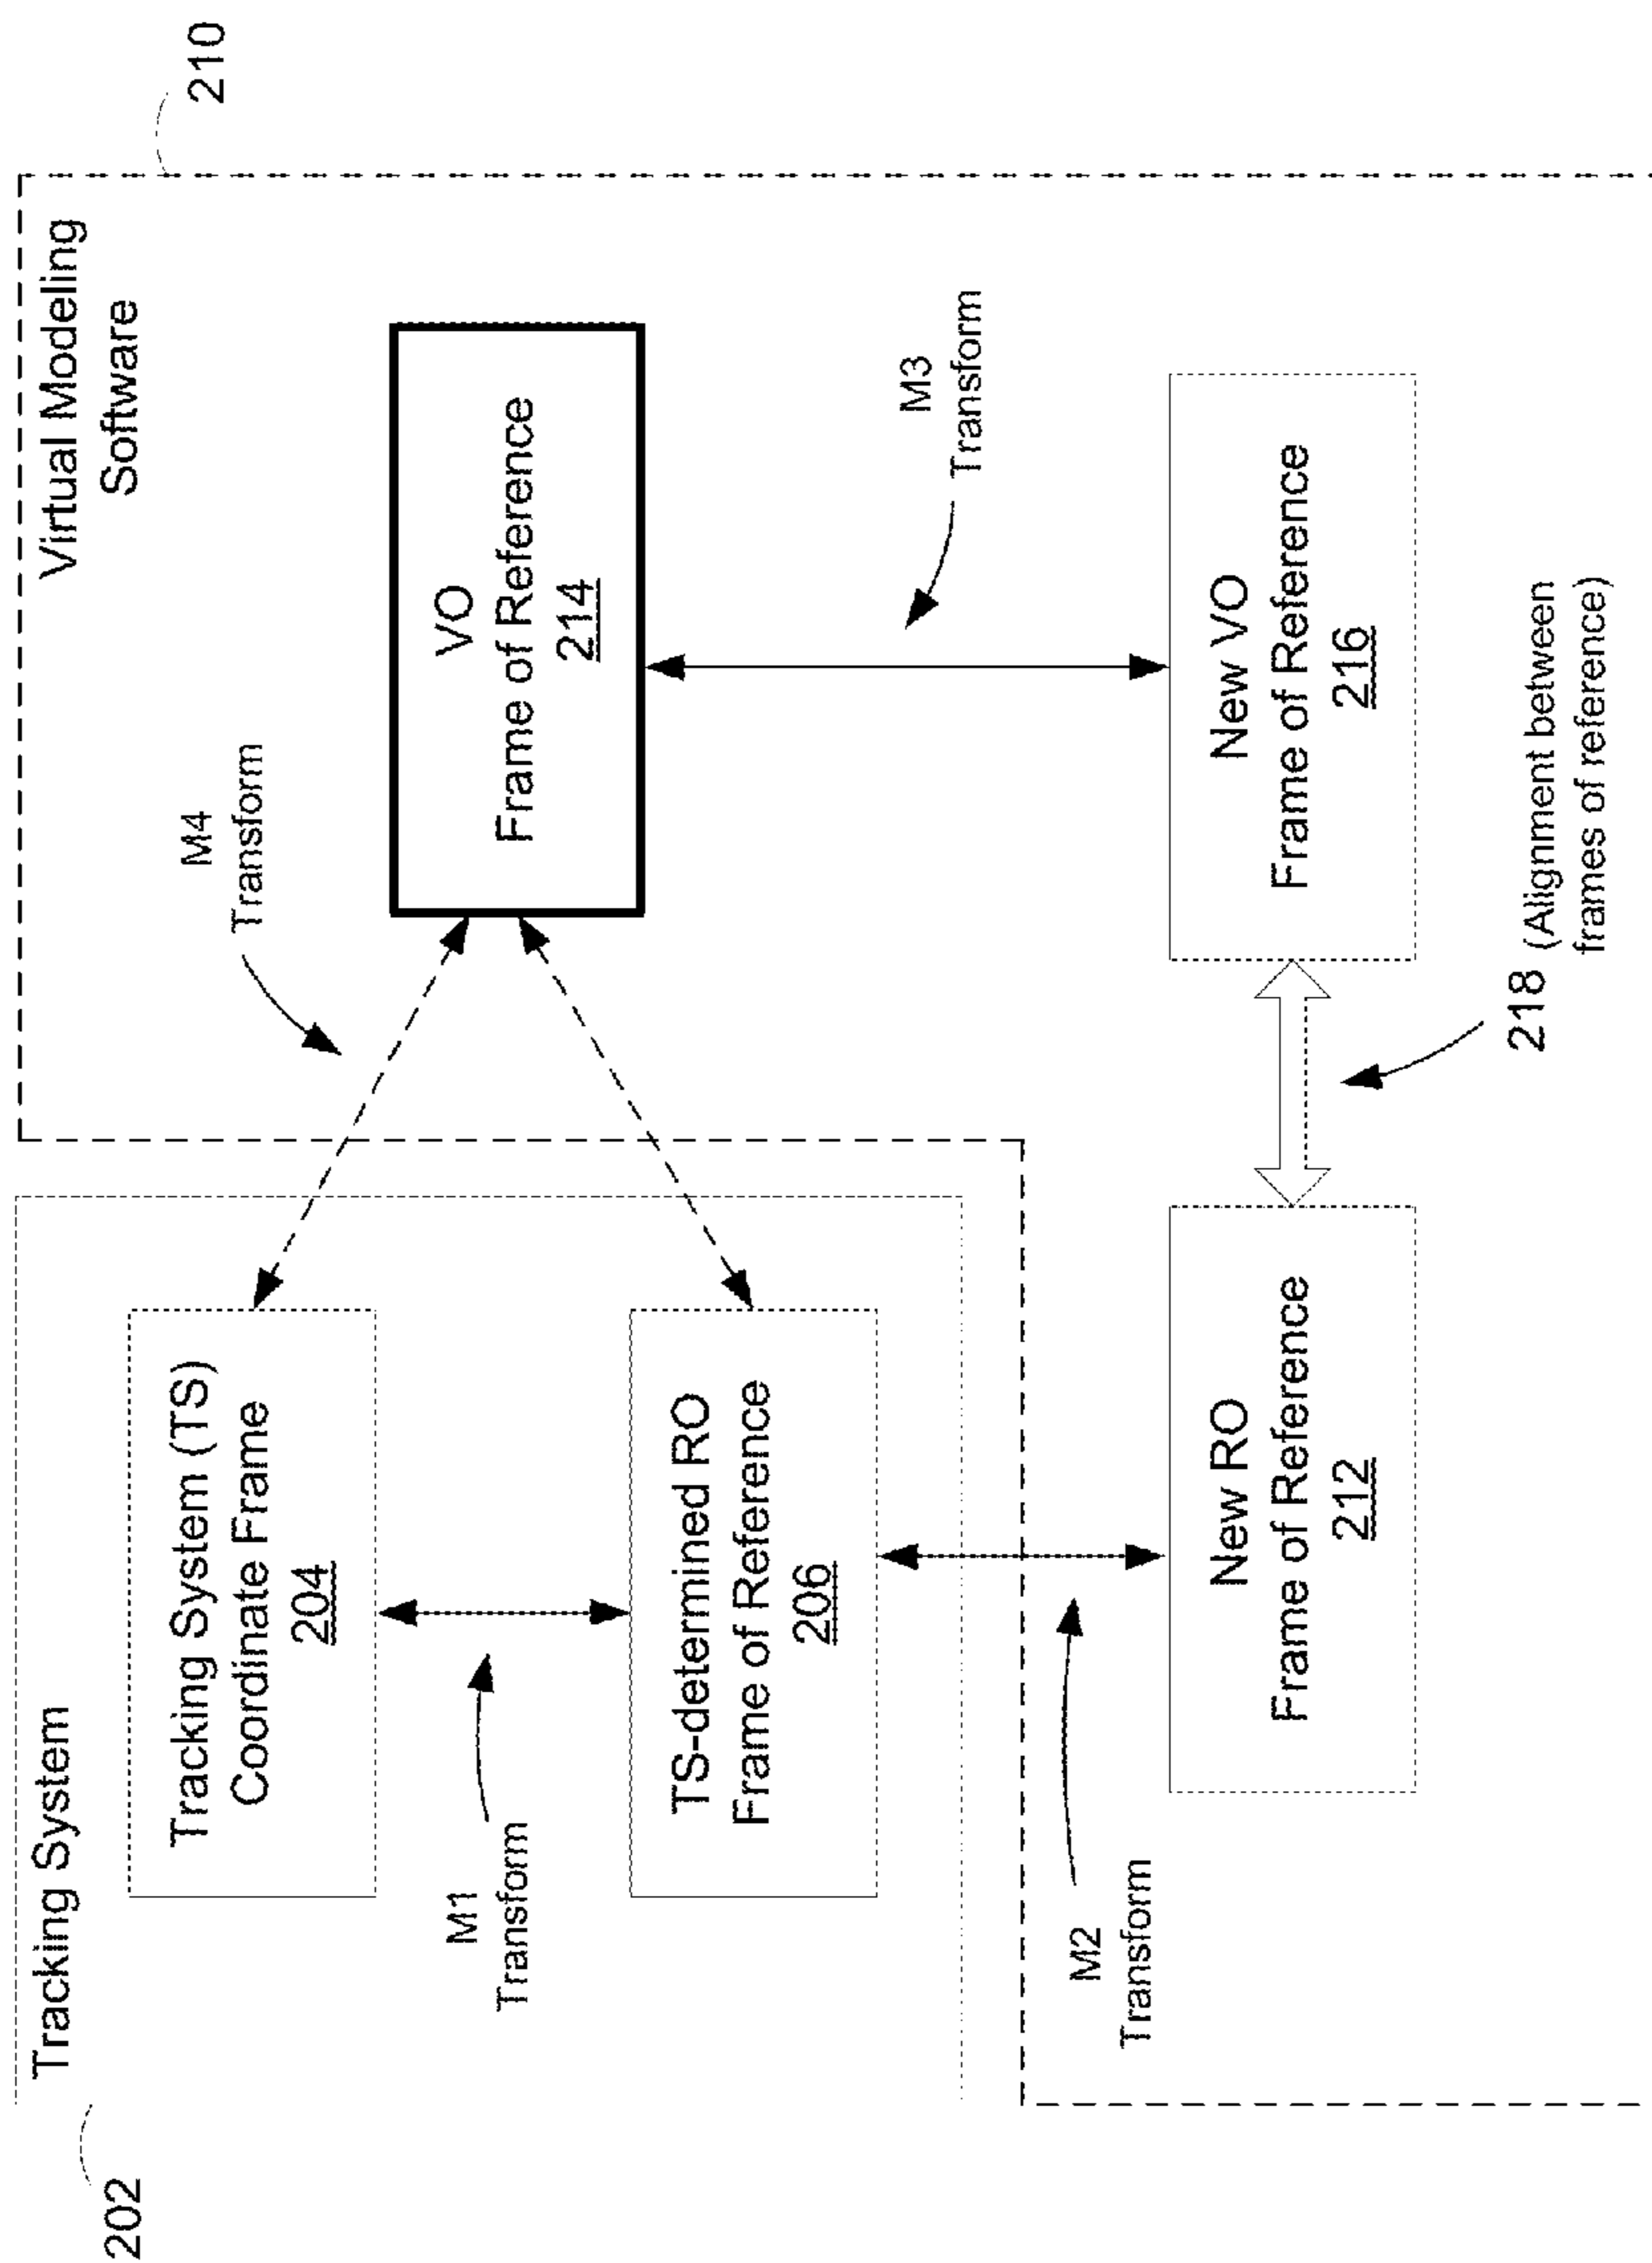 202
Tracking System
Tracking System (TS)
Coordinate Frame
204
M1
Transform
TS-determined RO
Frame of Reference
206
M2
Transform
New RO
Frame of Reference
212
210
Virtual Modeling
Software
M4
Transform
VO
Frame of Reference
214
M3
Transform
New VO
Frame of Reference
216
218 (Alignment between
frames of reference)